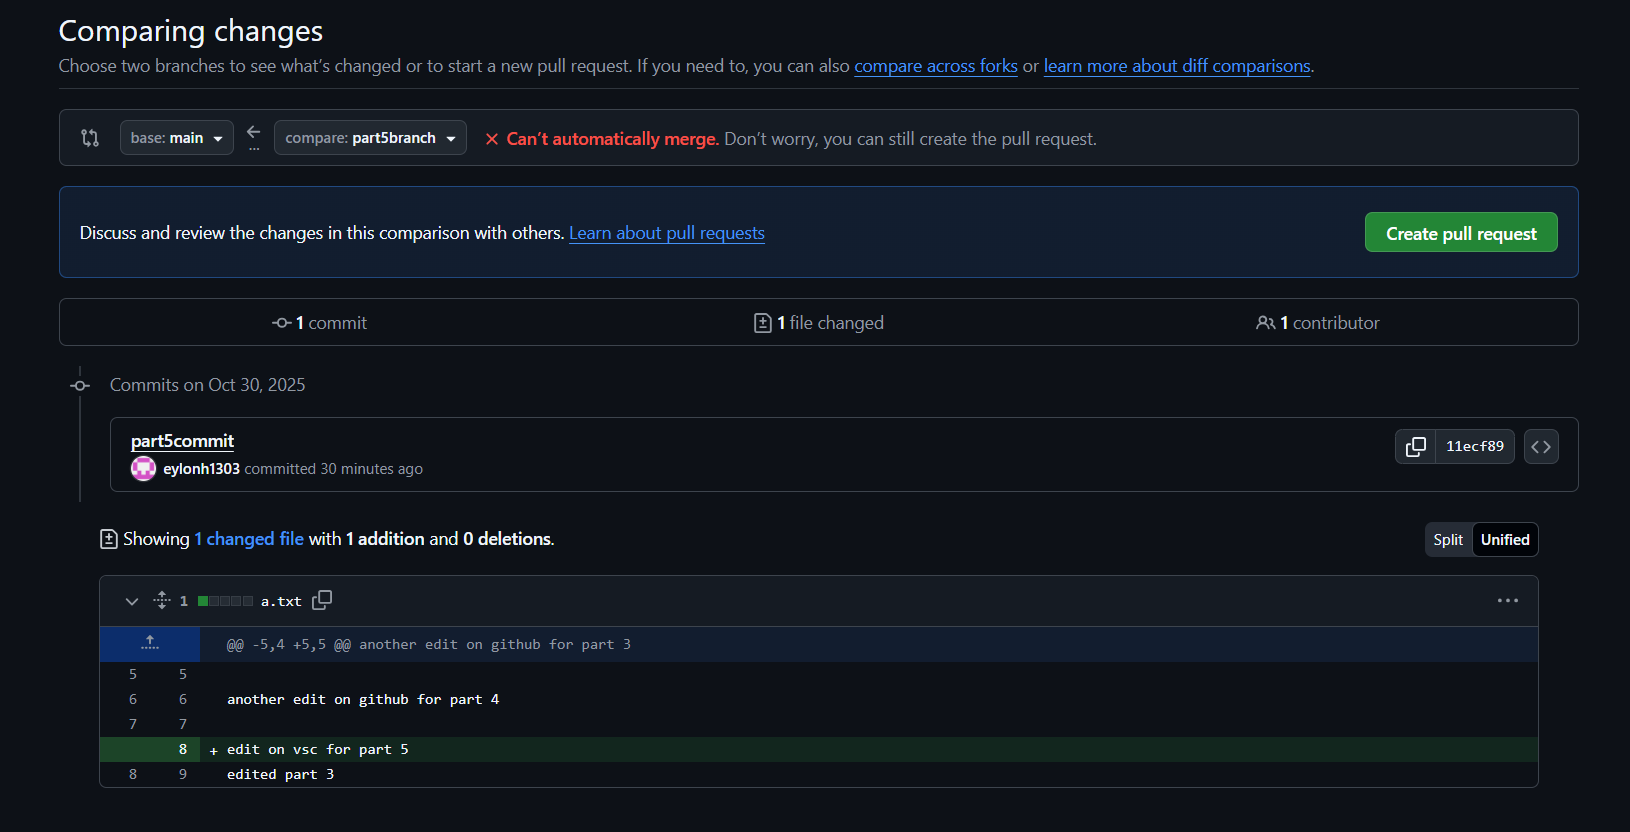 Comparing changes
Choose two branches to see what's changed or to start a new pull request. If you need to, you can also compare across forks or learn more about diff comparisons.
base: main ... compare: part5branch Can't automatically merge. Don't worry, you can still create the pull request.
Discuss and review the changes in this comparison with others. Learn about pull requests Create pull request
1 commit 1 file changed 1 contributor
Commits on Oct 30, 2025
part5commit
eylonh1303 committed 30 minutes ago
11ecf89
Showing 1 changed file with 1 addition and 0 deletions.
Split Unified
1 a.txt
@@ -5,4 +5,5 @@ another edit on github for part 3
5 5
6 6 another edit on github for part 4
7 7
8 + edit on vsc for part 5
8 9 edited part 3